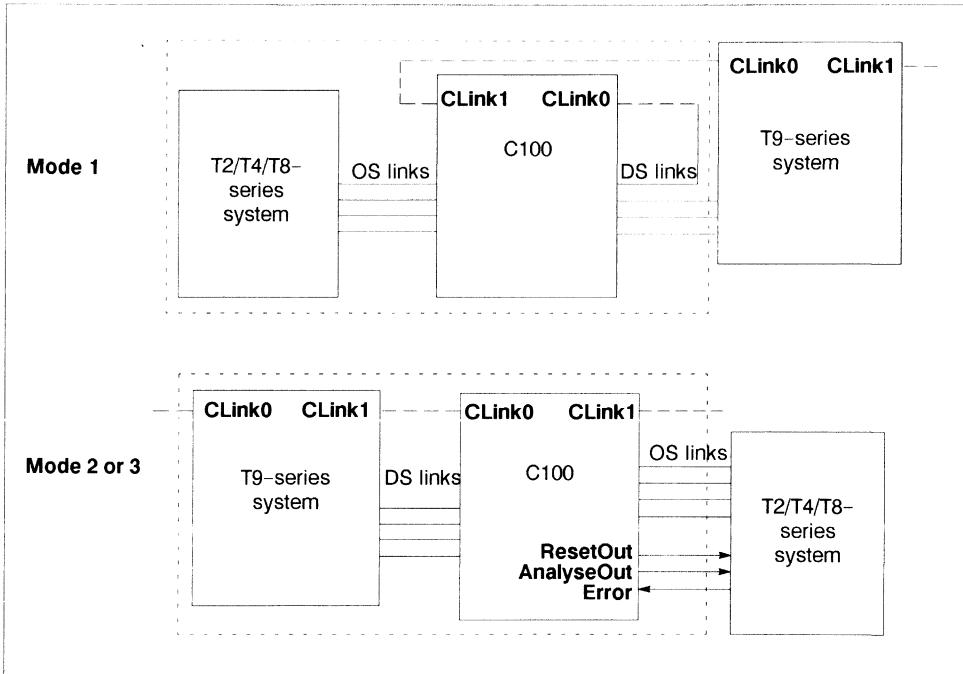 CLink0 CLink1
CLink1 CLink0
T9-series
system
C100
Mode 1
T2/T4/T8-
series
system
OS links
DS links
CLink0 CLink1
CLink0 CLink1
OS links
Mode 2 or 3
T9-series
system
DS links
C100
T2/T4/T8-
series
system
ResetOut
AnalyseOut
Error